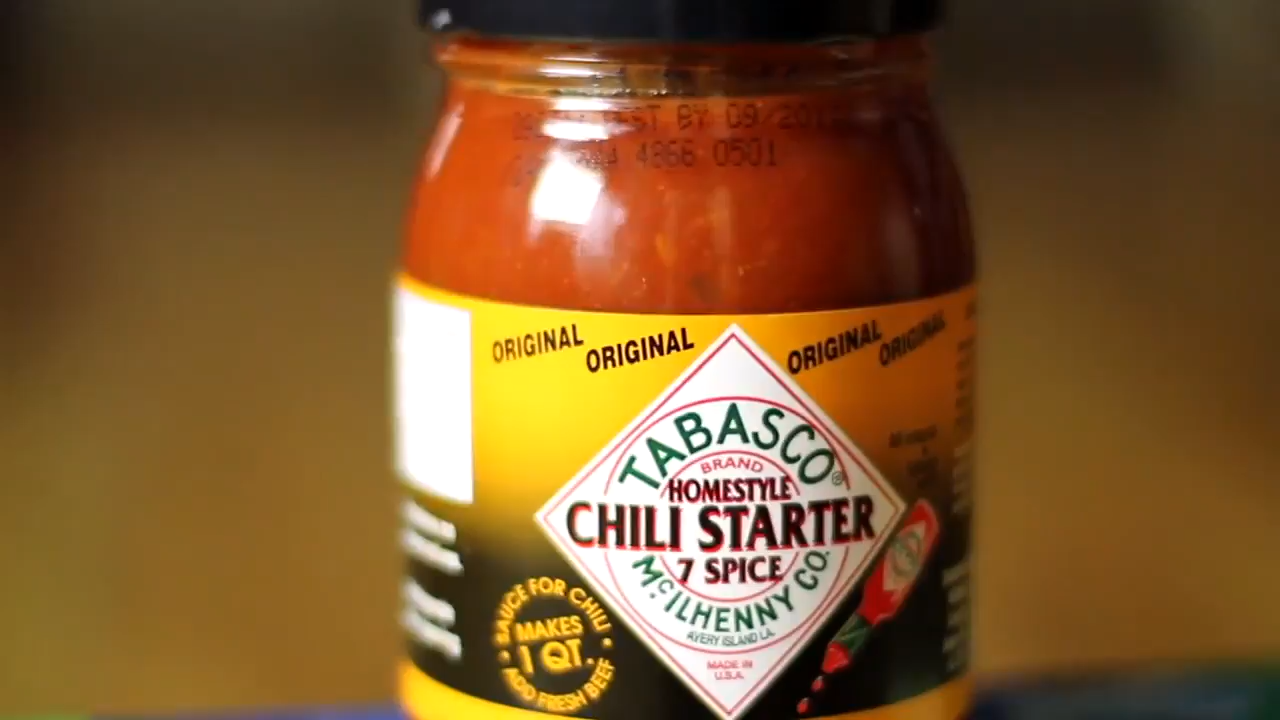 BEST BY 09/201
4866 0501
ORIGINAL ORIGINAL ORIGINAL ORIGINAL
TABASCO®
BRAND
HOMESTYLE
CHILI STARTER
7 SPICE
McILHENNY CO.
AVERY ISLAND LA.
MADE IN
U.S.A.
SAUCE FOR CHILI
MAKES
1 QT.
ADD FRESH BEEF